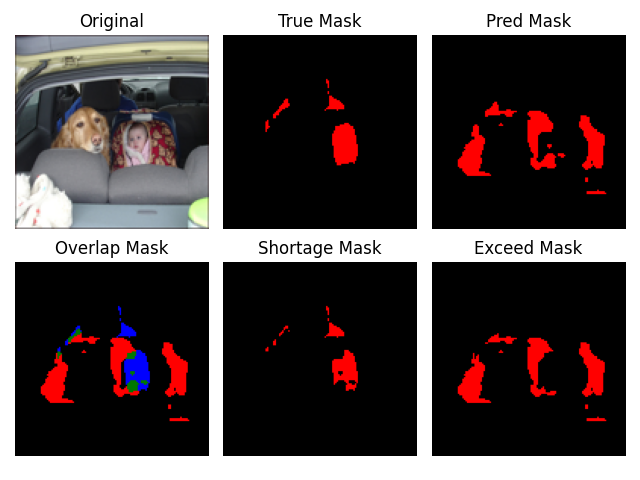 Original
True Mask
Pred Mask
Overlap Mask
Shortage Mask
Exceed Mask